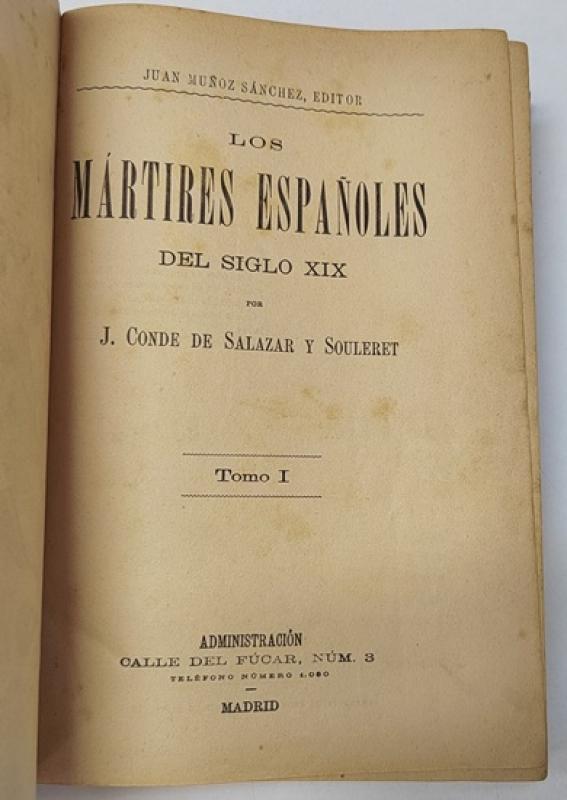 JUAN MUÑOZ SÁNCHEZ, EDITOR
LOS
MÁRTIRES ESPAÑOLES
DEL SIGLO XIX
POR
J. CONDE DE SALAZAR Y SOULERET
Tomo I
ADMINISTRACIÓN
CALLE DEL FÚCAR, NÚM. 3
TELÉFONO NÚMERO 1.080
MADRID